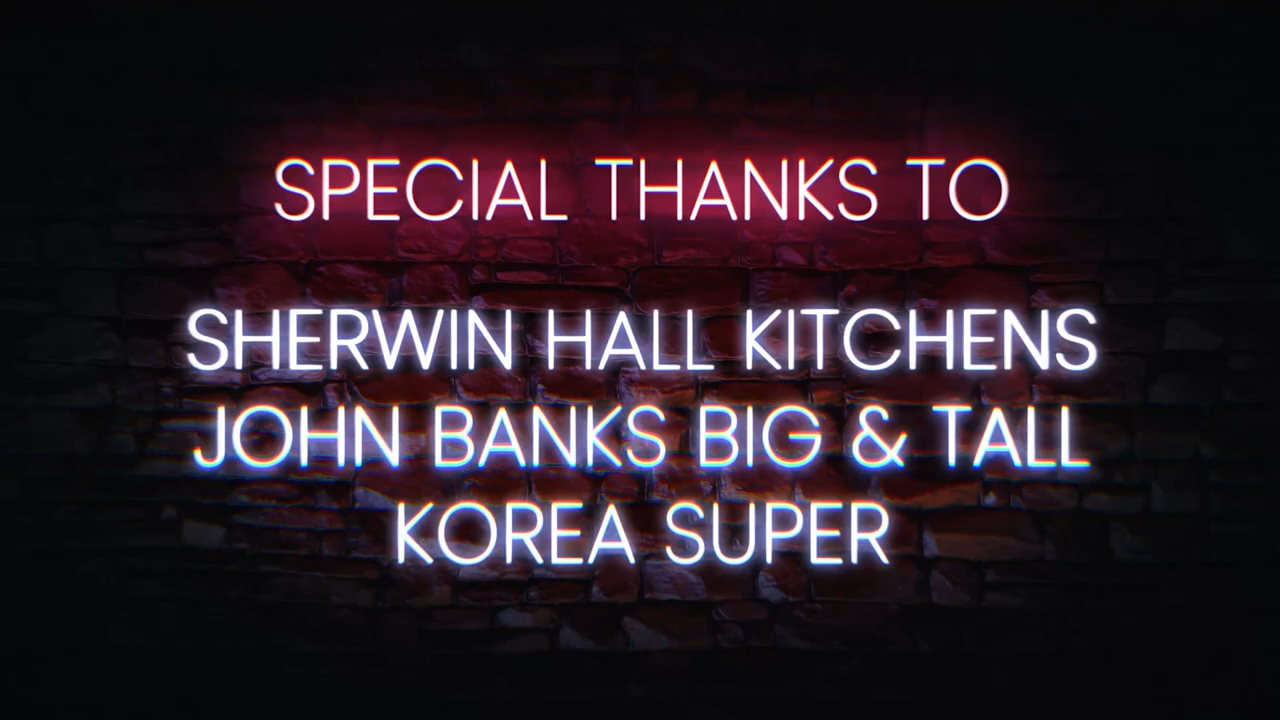 SPECIAL THANKS TO
SHERWIN HALL KITCHENS
JOHN BANKS BIG & TALL
KOREA SUPER